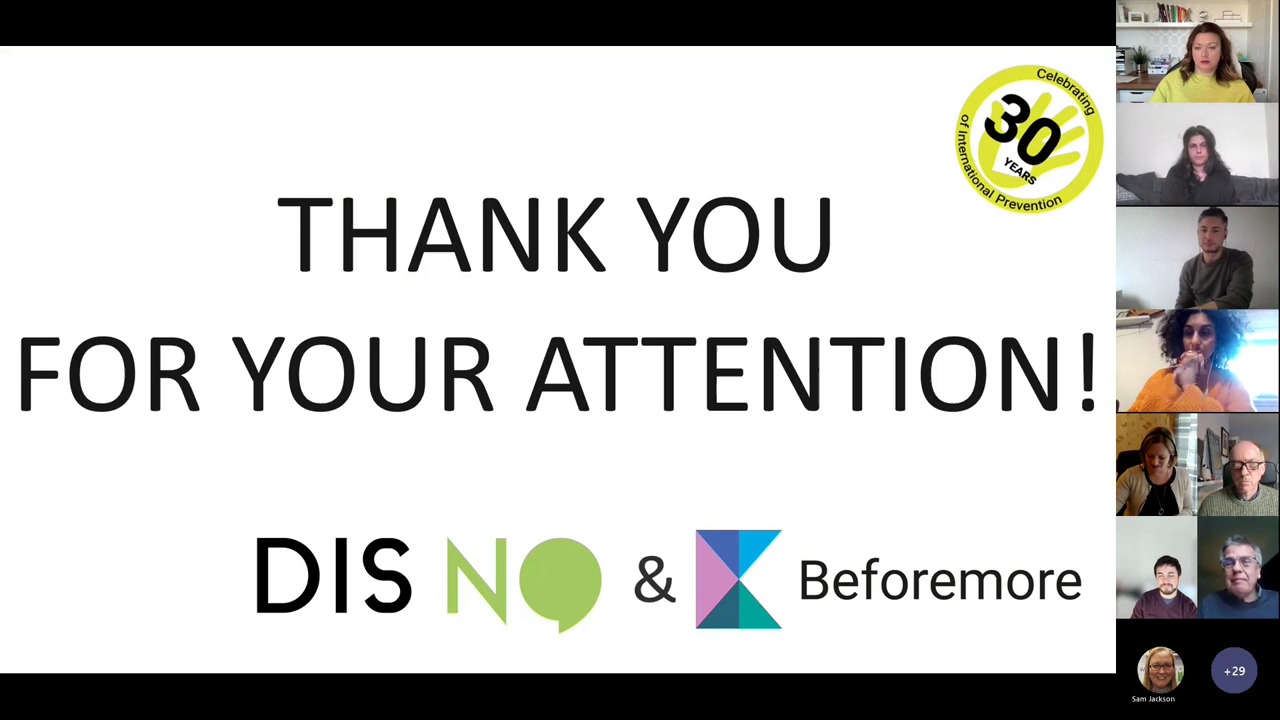 Celebrating
30
YEARS
of International Prevention
THANK YOU
FOR YOUR ATTENTION!
DIS NO & Beforemore
Sam Jackson
+29